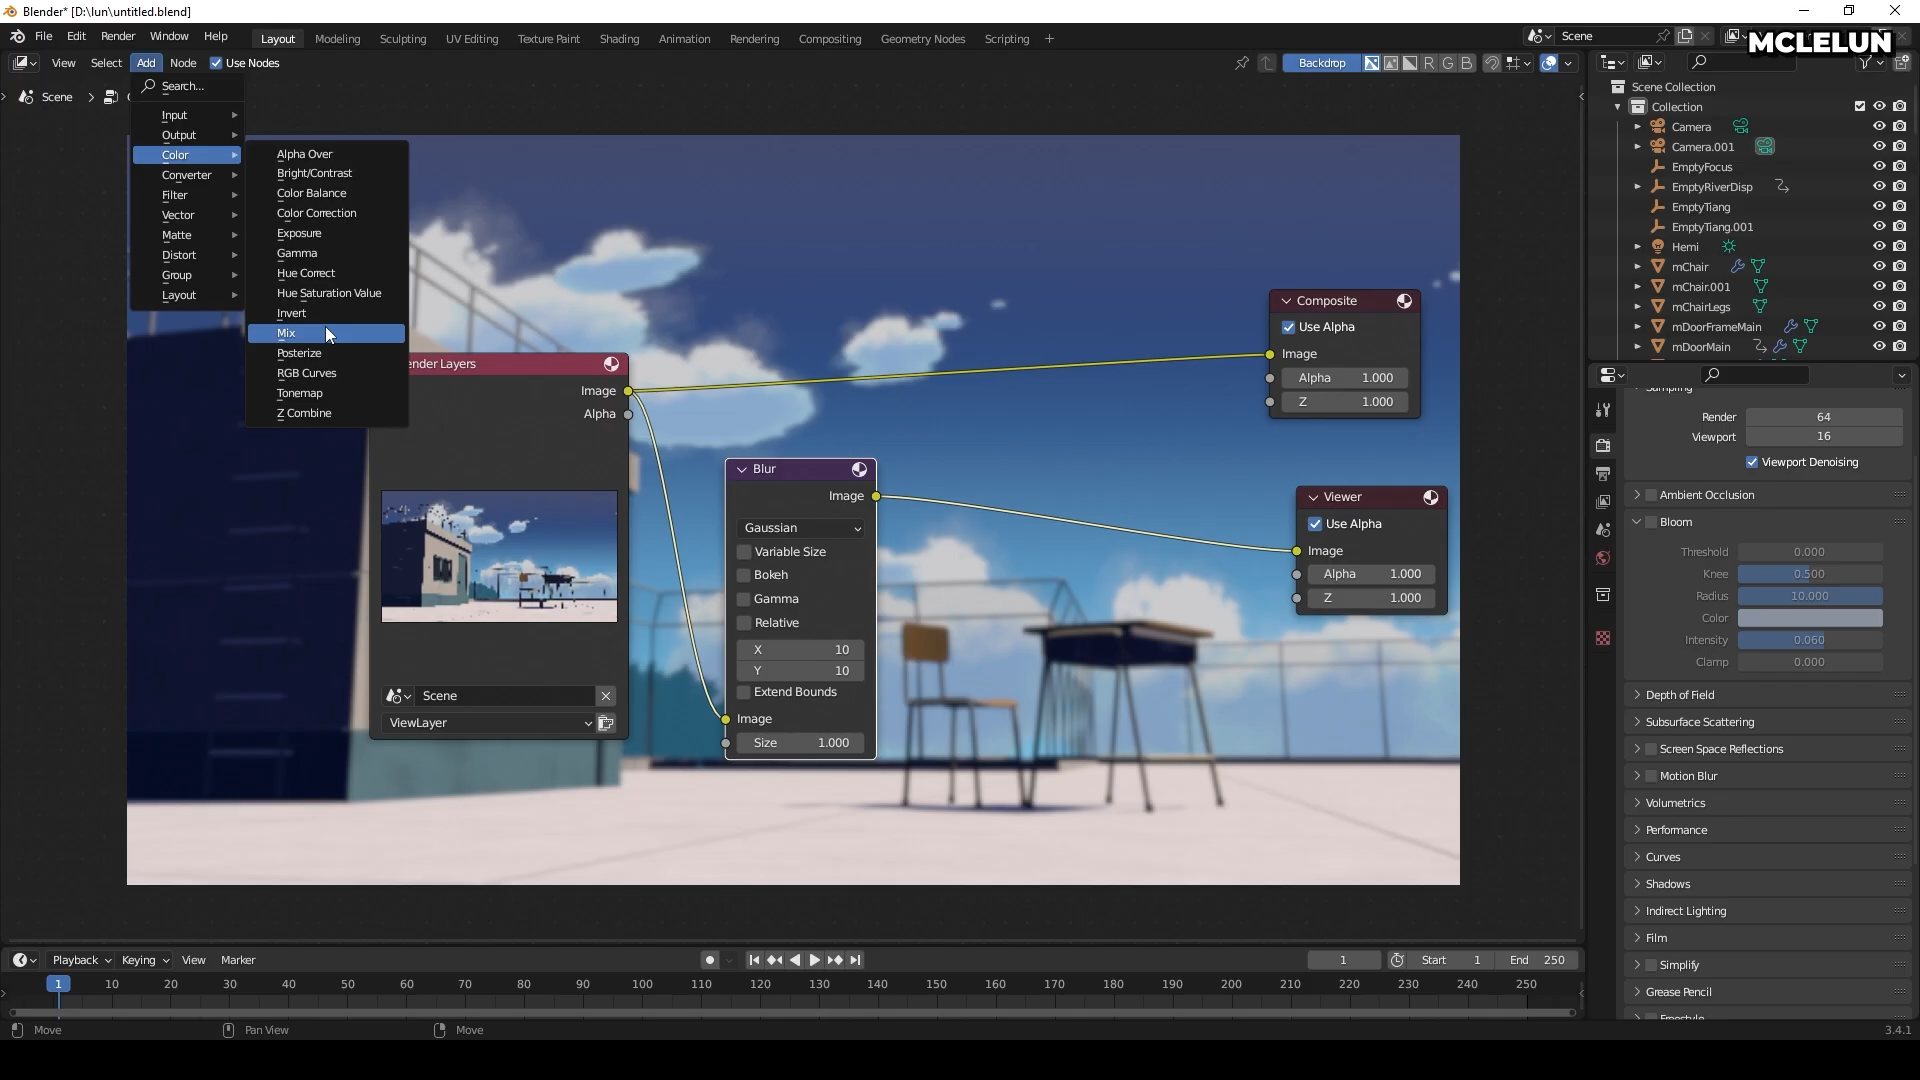 Blender* [D:\lun\untitled.blend]
File Edit Render Window Help Layout Modeling Sculpting UV Editing Texture Paint Shading Animation Rendering Compositing Geometry Nodes Scripting + Scene
MCLELUN
View Select Add Node Use Nodes Backdrop R G B
Scene
Search...
Input
Output
Color
Converter
Filter
Vector
Matte
Distort
Group
Layout
Alpha Over
Bright/Contrast
Color Balance
Color Correction
Exposure
Gamma
Hue Correct
Hue Saturation Value
Invert
Mix
Posterize
RGB Curves
Tonemap
Z Combine
ender Layers
Image
Alpha
Scene
ViewLayer
Blur
Image
Gaussian
Variable Size
Bokeh
Gamma
Relative
X 10
Y 10
Extend Bounds
Image
Size 1.000
Composite
Use Alpha
Image
Alpha 1.000
Z 1.000
Viewer
Use Alpha
Image
Alpha 1.000
Z 1.000
Scene Collection
Collection
Camera
Camera.001
EmptyFocus
EmptyRiverDisp
EmptyTiang
EmptyTiang.001
Hemi
mChair
mChair.001
mChairLegs
mDoorFrameMain
mDoorMain
Sampling
Render 64
Viewport 16
Viewport Denoising
Ambient Occlusion
Bloom
Threshold 0.000
Knee 0.500
Radius 10.000
Color
Intensity 0.060
Clamp 0.000
Depth of Field
Subsurface Scattering
Screen Space Reflections
Motion Blur
Volumetrics
Performance
Curves
Shadows
Indirect Lighting
Film
Simplify
Grease Pencil
Freestyle
Playback Keying View Marker 1 Start 1 End 250
1 10 20 30 40 50 60 70 80 90 100 110 120 130 140 150 160 170 180 190 200 210 220 230 240 250
Move Pan View Move 3.4.1